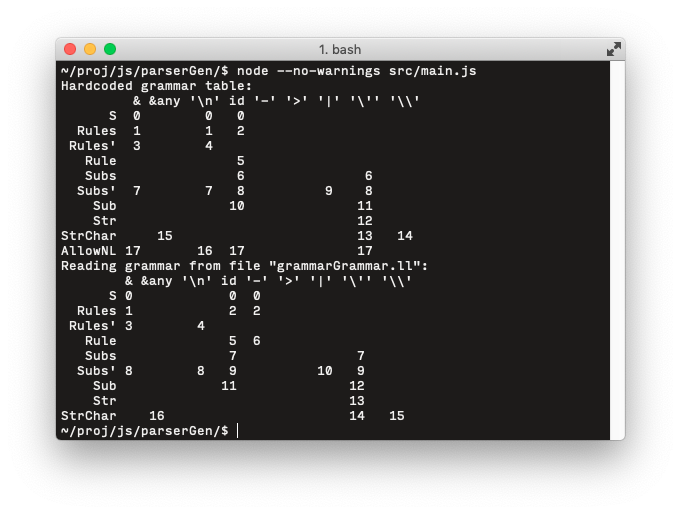 1. bash
~/proj/js/parserGen/$ node --no-warnings src/main.js
Hardcoded grammar table:
         & &any '\n' id '-' '>' '|' '\'' '\\'
      S  0        0   0
  Rules  1        1   2
 Rules'  3        4
   Rule               5
   Subs               6               6
  Subs'  7        7   8          9    8
    Sub              10              11
    Str                              12
StrChar     15                       13   14
AllowNL 17       16  17              17
Reading grammar from file "grammarGrammar.ll":
        & &any '\n' id '-' '>' '|' '\'' '\\'
      S 0            0  0
  Rules 1            2  2
 Rules' 3        4
   Rule              5  6
   Subs              7               7
  Subs' 8        8   9          10   9
    Sub             11              12
    Str                             13
StrChar    16                       14   15
~/proj/js/parserGen/$